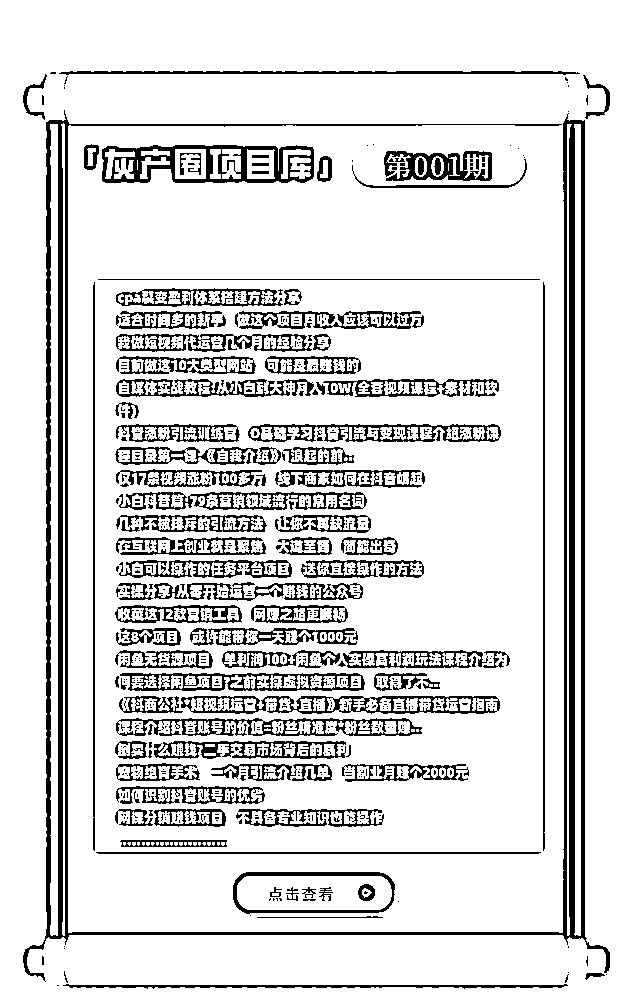 「灰产圈项目库」 第001期
cpa裂变盈利体系搭建方法分享
适合时间多的新手 做这个项目月收入应该可以过万
我做短视频代运营几个月的经验分享
目前做这10大类型网站 可能是最赚钱的
自媒体实战教程:从小白到大神月入10W(全套视频课程+素材和软
件)
抖音涨粉引流训练营 0基础学习抖音引流与变现课程介绍涨粉课
程目录第一课:《自我介绍》1说起的前...
仅17条视频涨粉100多万 线下商家如何在抖音崛起
小白科普篇:79条营销领域流行的常用名词
几种不被排斥的引流方法 让你不再缺流量
在互联网上创业就是聚焦 大道至简 简能出奇
小白可以操作的任务平台项目 送你直接操作的方法
实操分享:从零开始运营一个赚钱的公众号
收藏这12款营销工具 网赚之路更顺畅
这8个项目 或许能带你一天赚个1000元
闲鱼无货源项目 单利润100+闲鱼个人实操暴利润玩法课程介绍为
何要选择闲鱼项目?之前实操虚拟资源项目 取得了不...
《抖商公社*短视频运营+带货+直播》新手必备直播带货运营指南
课程介绍抖音账号的价值=粉丝精准度*粉丝数量像...
倒卖什么赚钱?二手交易市场背后的暴利
宠物绝育手术 一个月引流介绍几单 当副业月赚个2000元
如何识别抖音账号的优劣
网课分销赚钱项目 不具备专业知识也能操作
点击查看